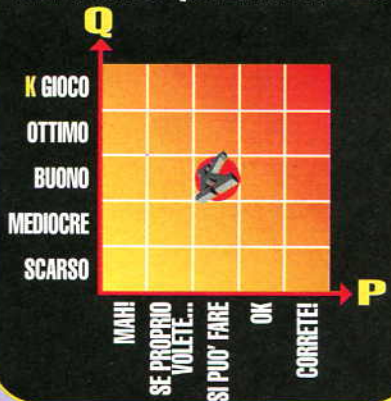 Q
K GIOCO
OTTIMO
BUONO
MEDIOCRE
SCARSO
P
MAH!
SE PROPRIO
VOLETE...
SI PUO' FARE
OK
CORRETE!